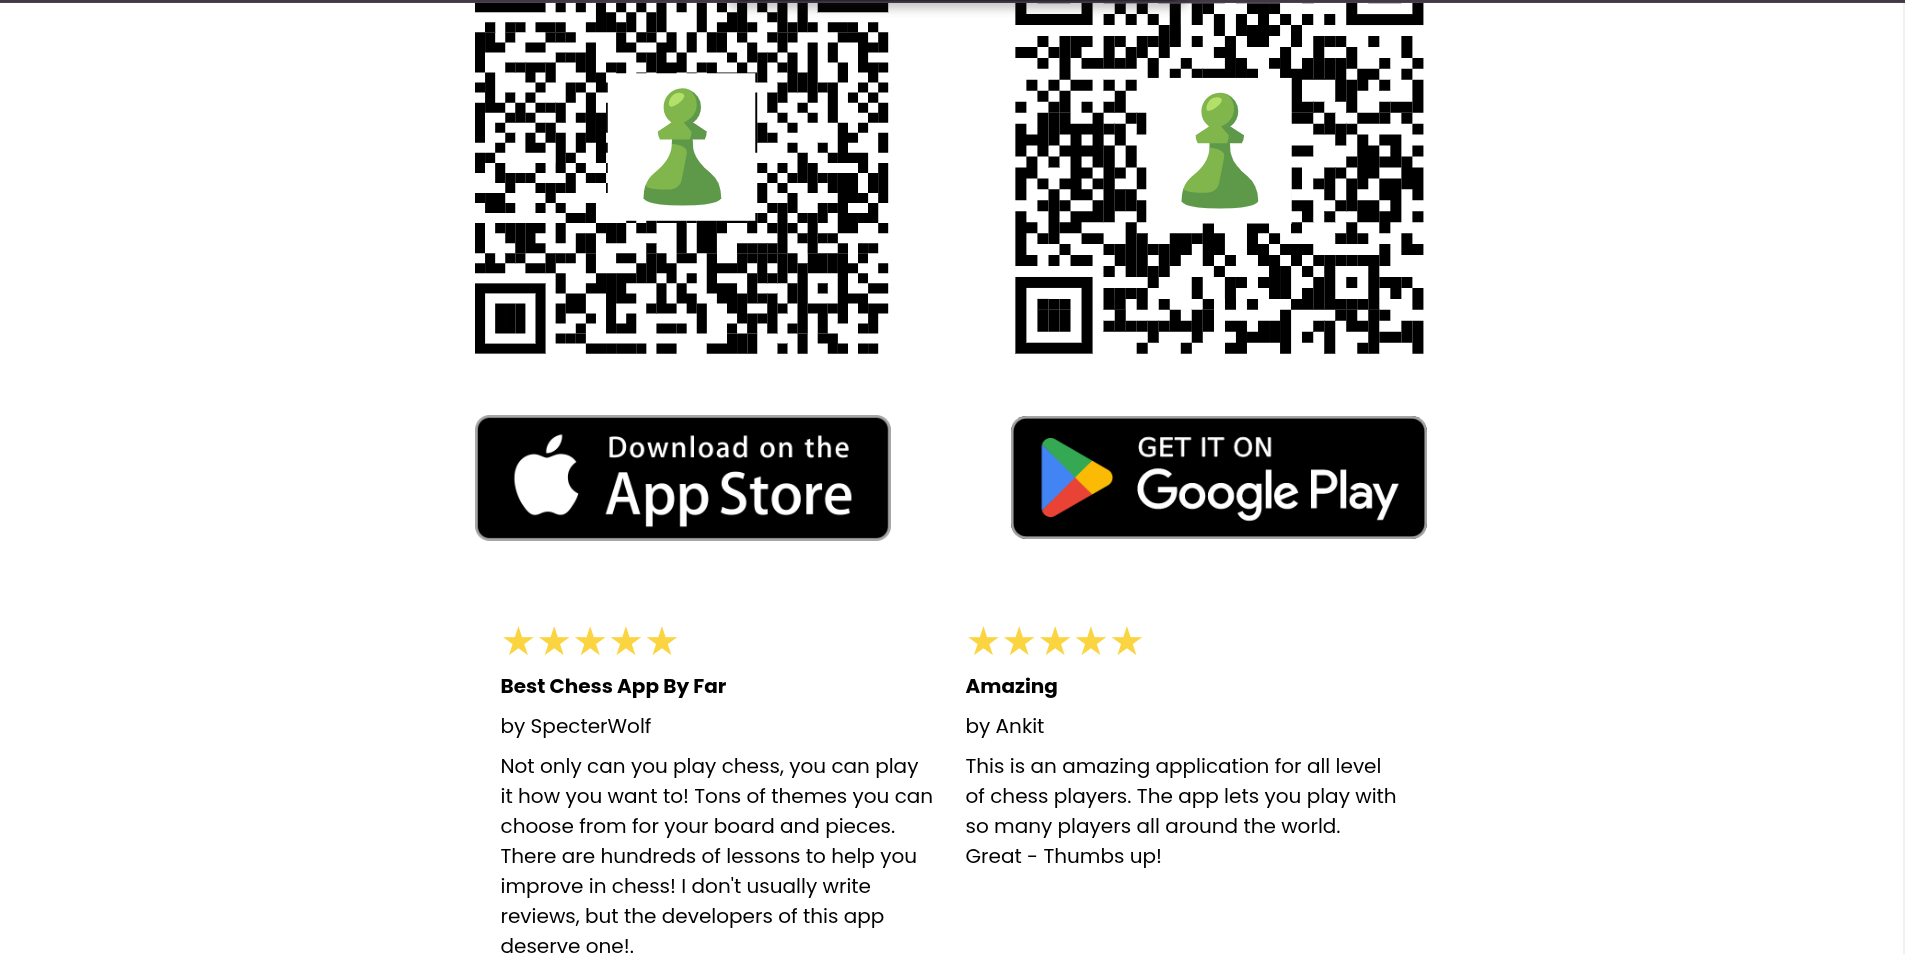 Download on the
App Store
GET IT ON
Google Play
Best Chess App By Far
by SpecterWolf
Not only can you play chess, you can play
it how you want to! Tons of themes you can
choose from for your board and pieces.
There are hundreds of lessons to help you
improve in chess! I don't usually write
reviews, but the developers of this app
deserve one!.
Amazing
by Ankit
This is an amazing application for all level
of chess players. The app lets you play with
so many players all around the world.
Great - Thumbs up!